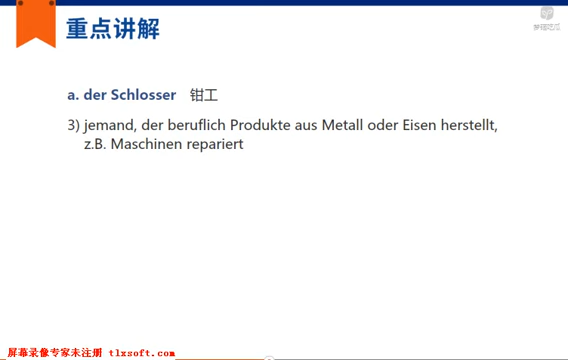 重点讲解
a. der Schlosser 钳工
3) jemand, der beruflich Produkte aus Metall oder Eisen herstellt,
z.B. Maschinen repariert
屏幕录像专家未注册 tlxsoft.com